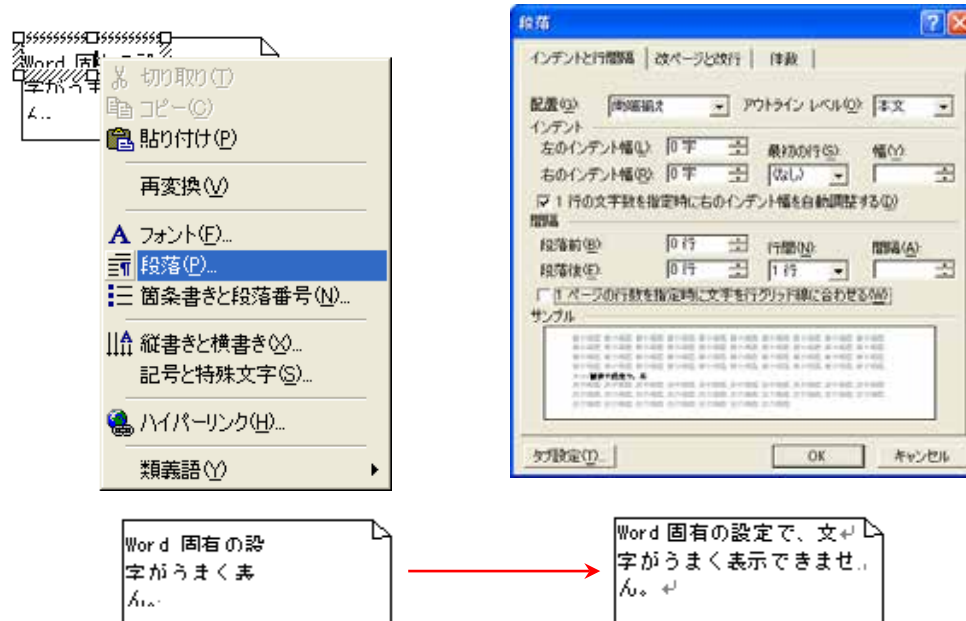 Word 固
字がう
ん.
切り取り(T)
コピー(C)
貼り付け(P)
再変換(V)
フォント(F)...
段落(P)...
箇条書きと段落番号(N)...
縦書きと横書き(X)...
記号と特殊文字(S)...
ハイパーリンク(H)...
類義語(Y)
段落
インデントと行間隔 改ページと改行 体裁
配置(G): 両端揃え アウトライン レベル(O): 本文
インデント
左のインデント幅(L): 0 字 最初の行(S): 幅(Y):
右のインデント幅(R): 0 字 (なし)
1 行の文字数を指定時に右のインデント幅を自動調整する(D)
間隔
段落前(B): 0 行 行間(N): 間隔(A):
段落後(E): 0 行 1 行
1 ページの行数を指定時に文字を行グリッド線に合わせる(W)
サンプル
タブ設定(T)... OK キャンセル
Word 固有の設
字がうまく表
ん。
Word 固有の設定で、文↵
字がうまく表示できませ
ん。↵